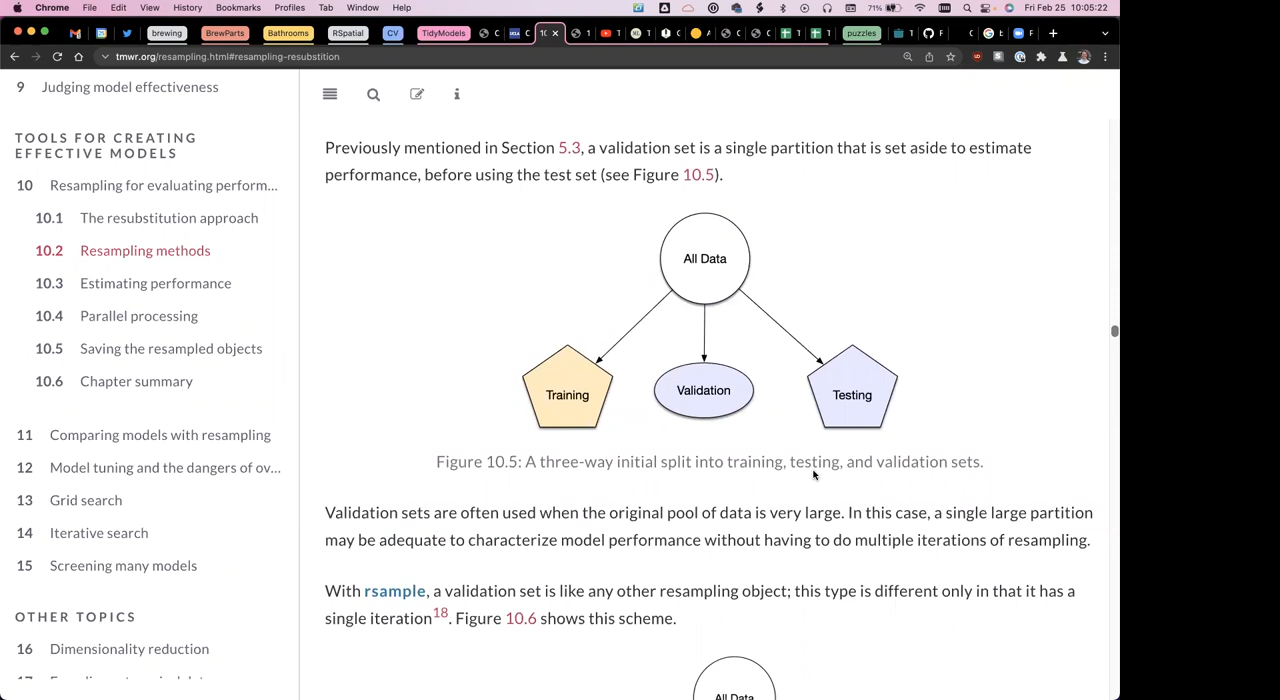 Chrome File Edit View History Bookmarks Profiles Tab Window Help 71% Fri Feb 25 10:05:22
brewing BrewParts Bathrooms RSpatial CV TidyModels puzzles
tmwr.org/resampling.html#resampling-resubstition
9 Judging model effectiveness
TOOLS FOR CREATING
EFFECTIVE MODELS
10 Resampling for evaluating perform...
10.1 The resubstitution approach
10.2 Resampling methods
10.3 Estimating performance
10.4 Parallel processing
10.5 Saving the resampled objects
10.6 Chapter summary
11 Comparing models with resampling
12 Model tuning and the dangers of ov...
13 Grid search
14 Iterative search
15 Screening many models
OTHER TOPICS
16 Dimensionality reduction
Previously mentioned in Section 5.3, a validation set is a single partition that is set aside to estimate
performance, before using the test set (see Figure 10.5).
All Data
Training
Validation
Testing
Figure 10.5: A three-way initial split into training, testing, and validation sets.
Validation sets are often used when the original pool of data is very large. In this case, a single large partition
may be adequate to characterize model performance without having to do multiple iterations of resampling.
With rsample, a validation set is like any other resampling object; this type is different only in that it has a
single iteration18. Figure 10.6 shows this scheme.
All Data